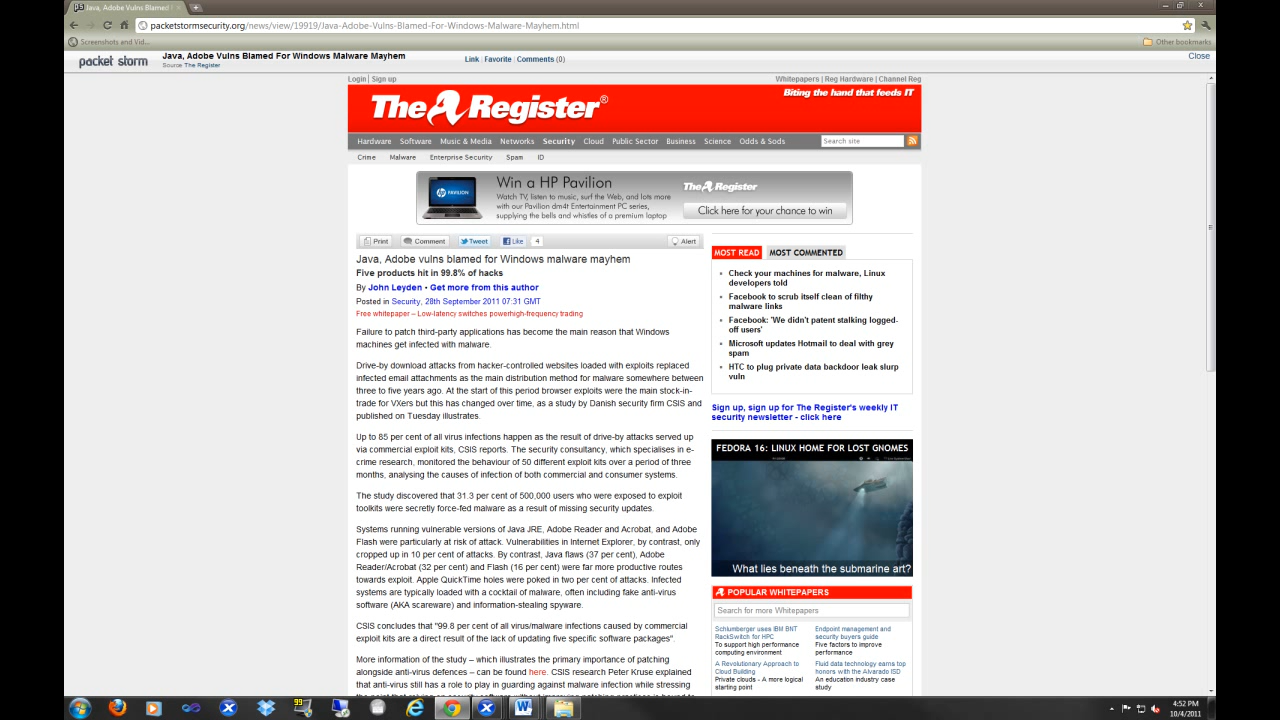 Java, Adobe Vulns Blamed F
packetstormsecurity.org/news/view/19919/Java-Adobe-Vulns-Blamed-For-Windows-Malware-Mayhem.html
Screenshots and Vid...
Other bookmarks
packet storm
Java, Adobe Vulns Blamed For Windows Malware Mayhem
Source: The Register
Link Favorite Comments (0)
Close
Login | Sign up
Whitepapers | Reg Hardware | Channel Reg
The Register®
Biting the hand that feeds IT
Hardware Software Music & Media Networks Security Cloud Public Sector Business Science Odds & Sods
Search site
Crime Malware Enterprise Security Spam ID
PAVILION
Win a HP Pavilion
Watch TV, listen to music, surf the Web, and lots more
with our Pavilion dm4t Entertainment PC series,
supplying the bells and whistles of a premium laptop
The Register
Click here for your chance to win
Print Comment Tweet Like 4 Alert
Java, Adobe vulns blamed for Windows malware mayhem
Five products hit in 99.8% of hacks
By John Leyden • Get more from this author
Posted in Security, 28th September 2011 07:31 GMT
Free whitepaper – Low-latency switches powerhigh-frequency trading
Failure to patch third-party applications has become the main reason that Windows
machines get infected with malware.
Drive-by download attacks from hacker-controlled websites loaded with exploits replaced
infected email attachments as the main distribution method for malware somewhere between
three to five years ago. At the start of this period browser exploits were the main stock-in-
trade for VXers but this has changed over time, as a study by Danish security firm CSIS and
published on Tuesday illustrates.
Up to 85 per cent of all virus infections happen as the result of drive-by attacks served up
via commercial exploit kits, CSIS reports. The security consultancy, which specialises in e-
crime research, monitored the behaviour of 50 different exploit kits over a period of three
months, analysing the causes of infection of both commercial and consumer systems.
The study discovered that 31.3 per cent of 500,000 users who were exposed to exploit
toolkits were secretly force-fed malware as a result of missing security updates.
Systems running vulnerable versions of Java JRE, Adobe Reader and Acrobat, and Adobe
Flash were particularly at risk of attack. Vulnerabilities in Internet Explorer, by contrast, only
cropped up in 10 per cent of attacks. By contrast, Java flaws (37 per cent), Adobe
Reader/Acrobat (32 per cent) and Flash (16 per cent) were far more productive routes
towards exploit. Apple QuickTime holes were poked in two per cent of attacks. Infected
systems are typically loaded with a cocktail of malware, often including fake anti-virus
software (AKA scareware) and information-stealing spyware.
CSIS concludes that "99.8 per cent of all virus/malware infections caused by commercial
exploit kits are a direct result of the lack of updating five specific software packages".
More information of the study – which illustrates the primary importance of patching
alongside anti-virus defences – can be found here. CSIS research Peter Kruse explained
that anti-virus still has a role to play in guarding against malware infection while stressing
MOST READ MOST COMMENTED
Check your machines for malware, Linux
developers told
Facebook to scrub itself clean of filthy
malware links
Facebook: 'We didn't patent stalking logged-
off users'
Microsoft updates Hotmail to deal with grey
spam
HTC to plug private data backdoor leak slurp
vuln
Sign up, sign up for The Register's weekly IT
security newsletter - click here
FEDORA 16: LINUX HOME FOR LOST GNOMES
What lies beneath the submarine art?
POPULAR WHITEPAPERS
Search for more Whitepapers
Schlumberger uses IBM BNT
RackSwitch for HPC
To support high performance
computing environment
Endpoint management and
security buyers guide
Five factors to improve
performance
A Revolutionary Approach to
Cloud Building
Private clouds - A more logical
starting point
Fluid data technology earns top
honors with the Alvarado ISD
An education industry case
study
99
4:52 PM
10/4/2011